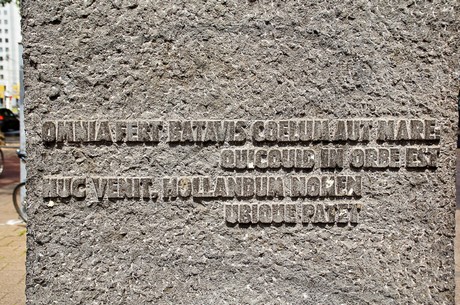 OMNIA FERT BATAVIS COELUM AUT MARE
QUICQUID IN ORBE EST
HUC VENIT. HOLLANDUM NOMEN
UBIQUE PATET